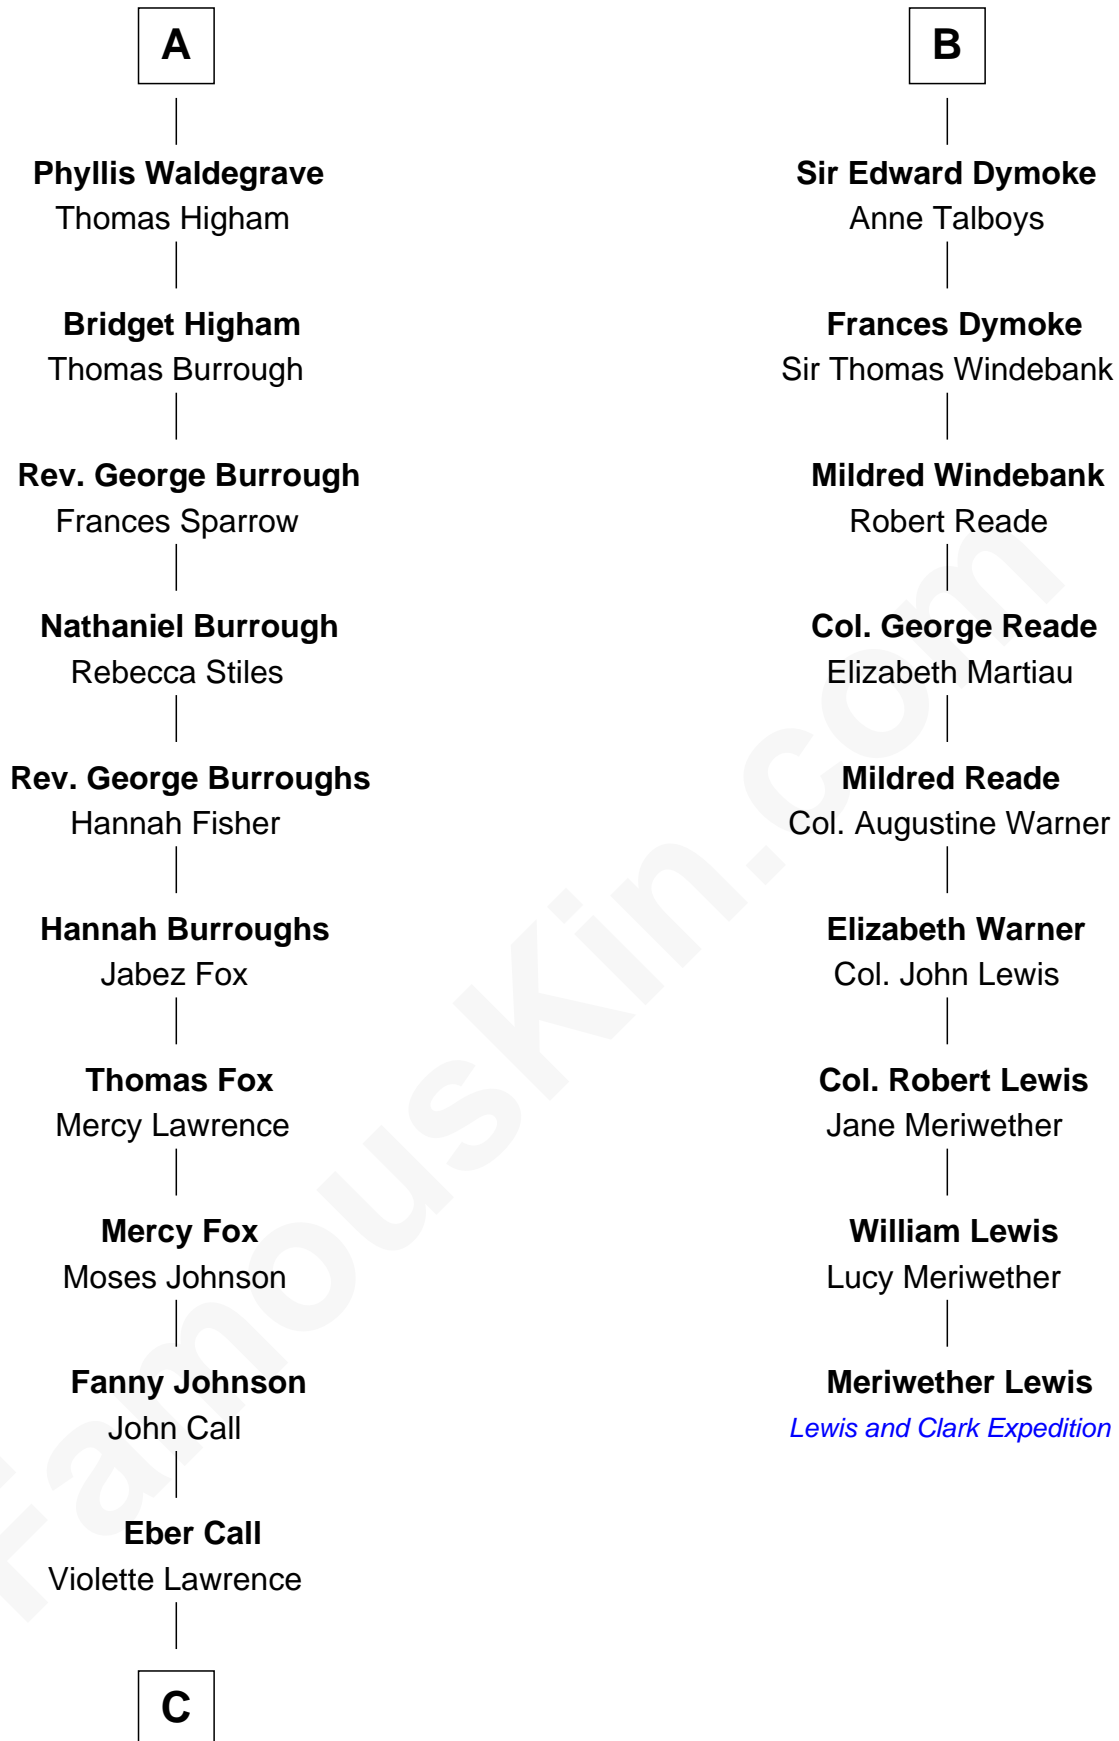 A
Phyllis Waldegrave
Thomas Higham
Bridget Higham
Thomas Burrough
Rev. George Burrough
Frances Sparrow
Nathaniel Burrough
Rebecca Stiles
Rev. George Burroughs
Hannah Fisher
Hannah Burroughs
Jabez Fox
Thomas Fox
Mercy Lawrence
Mercy Fox
Moses Johnson
Fanny Johnson
John Call
Eber Call
Violette Lawrence
C
B
Sir Edward Dymoke
Anne Talboys
Frances Dymoke
Sir Thomas Windebank
Mildred Windebank
Robert Reade
Col. George Reade
Elizabeth Martiau
Mildred Reade
Col. Augustine Warner
Elizabeth Warner
Col. John Lewis
Col. Robert Lewis
Jane Meriwether
William Lewis
Lucy Meriwether
Meriwether Lewis
Lewis and Clark Expedition
FamousKin.com